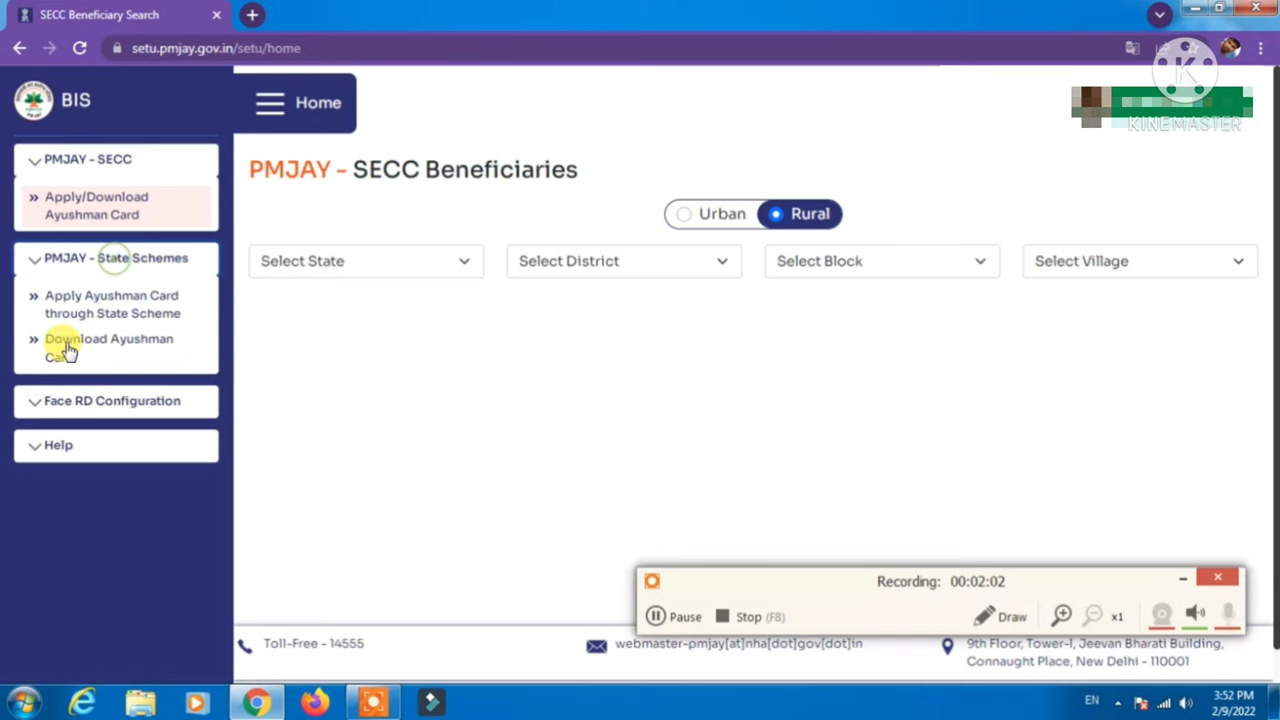 SECC Beneficiary Search
setu.pmjay.gov.in/setu/home
BIS
Home
KINEMASTER
PMJAY - SECC
Apply/Download
Ayushman Card
PMJAY - State Schemes
Apply Ayushman Card
through State Scheme
Download Ayushman
Face RD Configuration
Help
PMJAY - SECC Beneficiaries
Urban
Rural
Select State
Select District
Select Block
Select Village
Recording: 00:02:02
Pause
Stop (F8)
Draw
x1
Toll-Free - 14555
webmaster-pmjay[at]nha[dot]gov[dot]in
9th Floor, Tower-l, Jeevan Bharati Building,
Connaught Place, New Delhi - 110001
EN
3:52 PM
2/9/2022